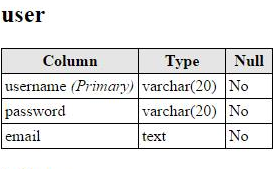 user
Column Type Null
username (Primary) varchar(20) No
password varchar(20) No
email text No